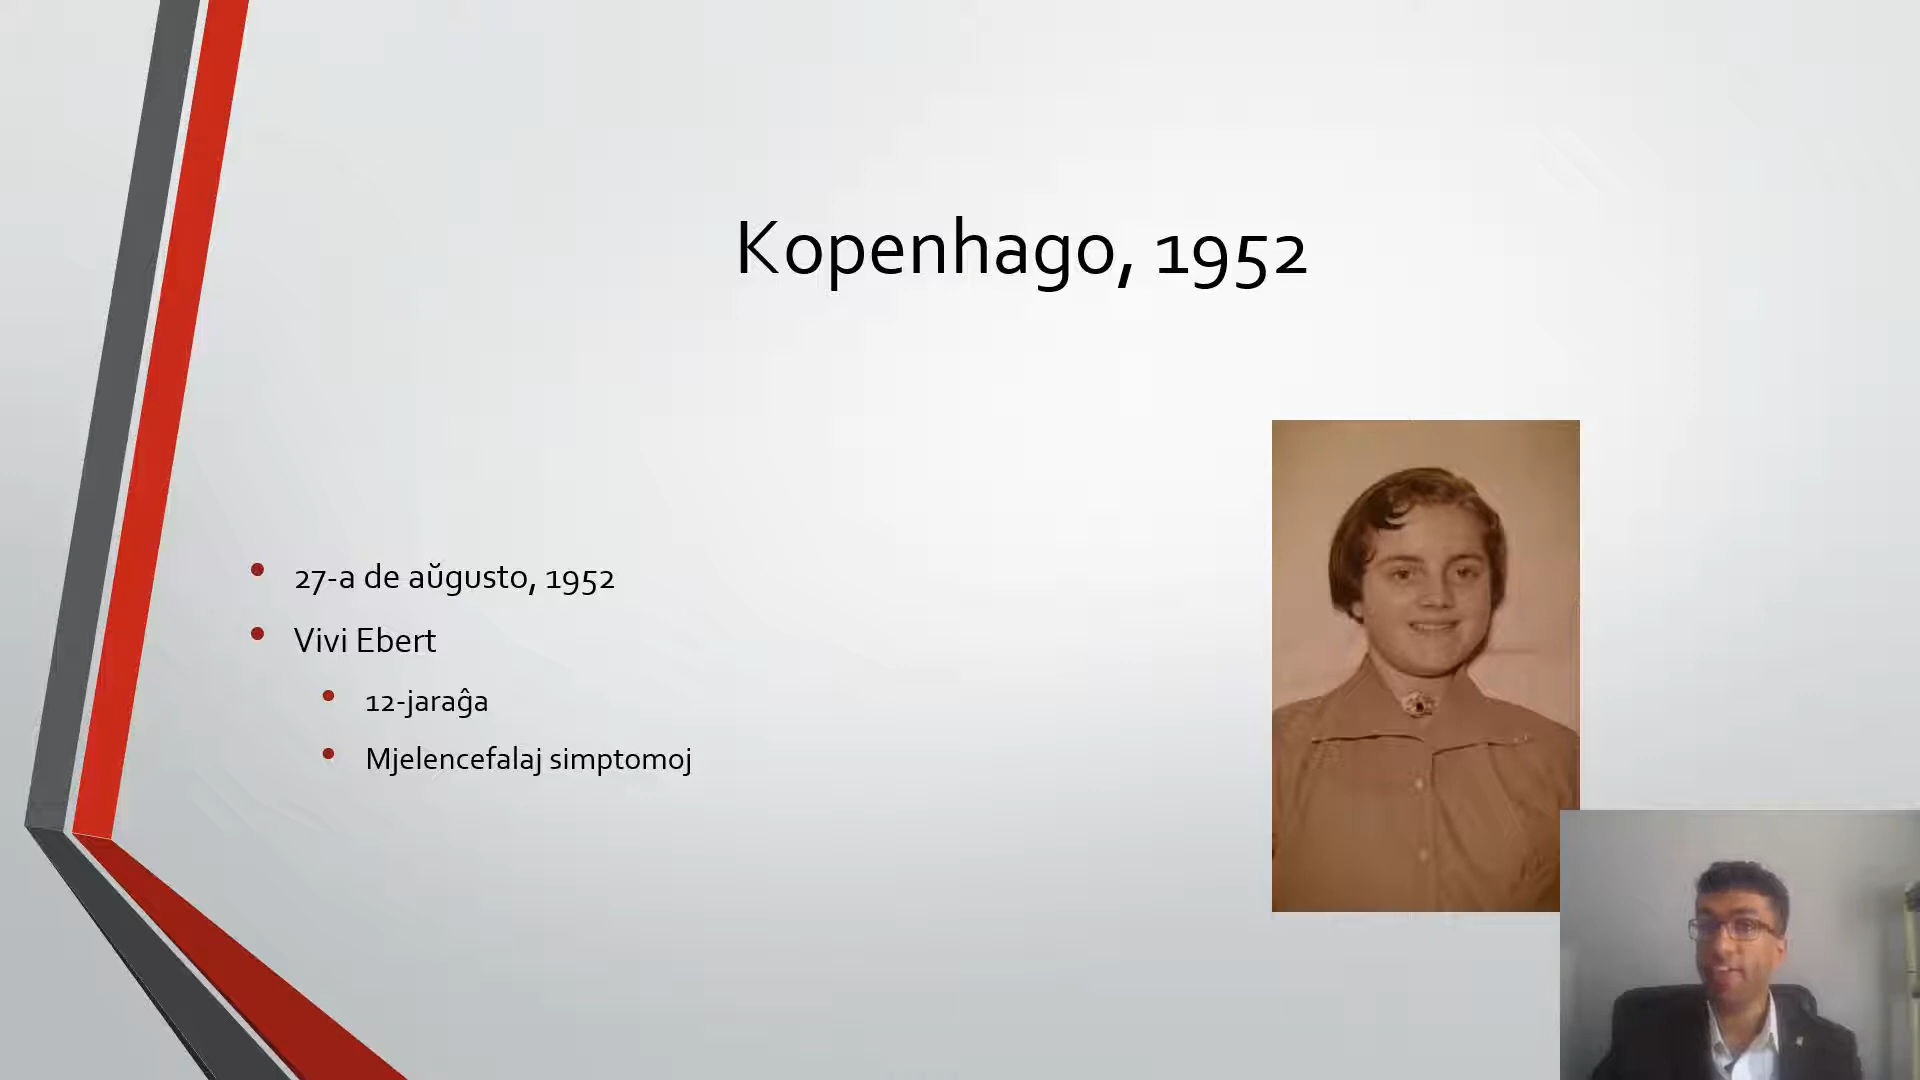 Kopenhago, 1952
27-a de aŭgusto, 1952
Vivi Ebert
12-jaraĝa
Mjelencefalaj simptomoj